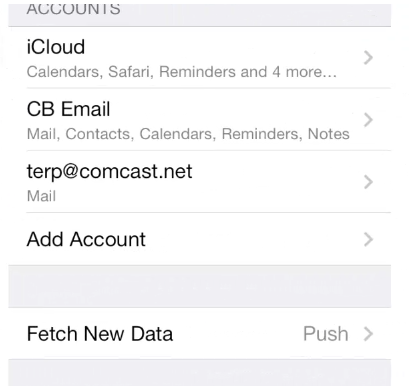 ACCOUNTS
iCloud
Calendars, Safari, Reminders and 4 more...
CB Email
Mail, Contacts, Calendars, Reminders, Notes
terp@comcast.net
Mail
Add Account
Fetch New Data Push